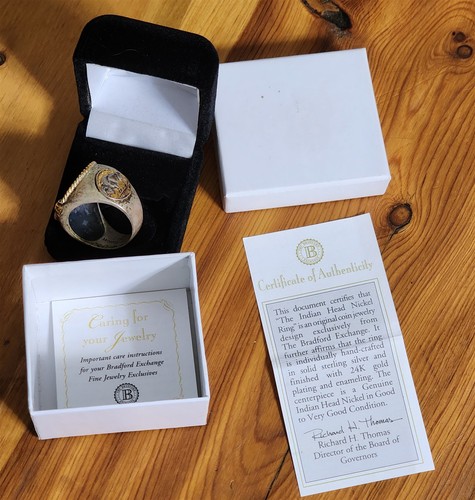 Caring for
your Jewelry
Important care instructions
for your Bradford Exchange
Fine Jewelry Exclusives
B
B
Certificate of Authenticity
This document certifies that
"The Indian Head Nickel
Ring" is an original coin jewelry
design exclusively from
The Bradford Exchange. It
further affirms that the ring
is individually hand-crafted
in solid sterling silver and
finished with 24K gold
plating and enameling. The
centerpiece is a Genuine
Indian Head Nickel in Good
to Very Good Condition.
Richard H. Thomas
Richard H. Thomas
Director of the Board of
Governors